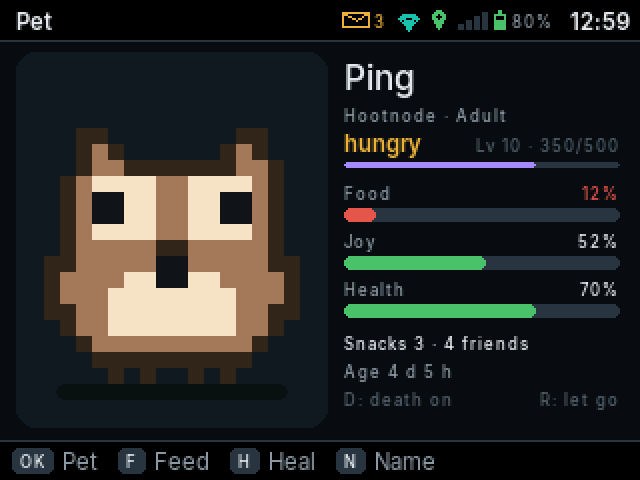 Pet 3 80% 12:59
Ping
Hootnode · Adult
hungry Lv 10 · 350/500
Food 12%
Joy 52%
Health 70%
Snacks 3 · 4 friends
Age 4 d 5 h
D: death on R: let go
OK Pet F Feed H Heal N Name